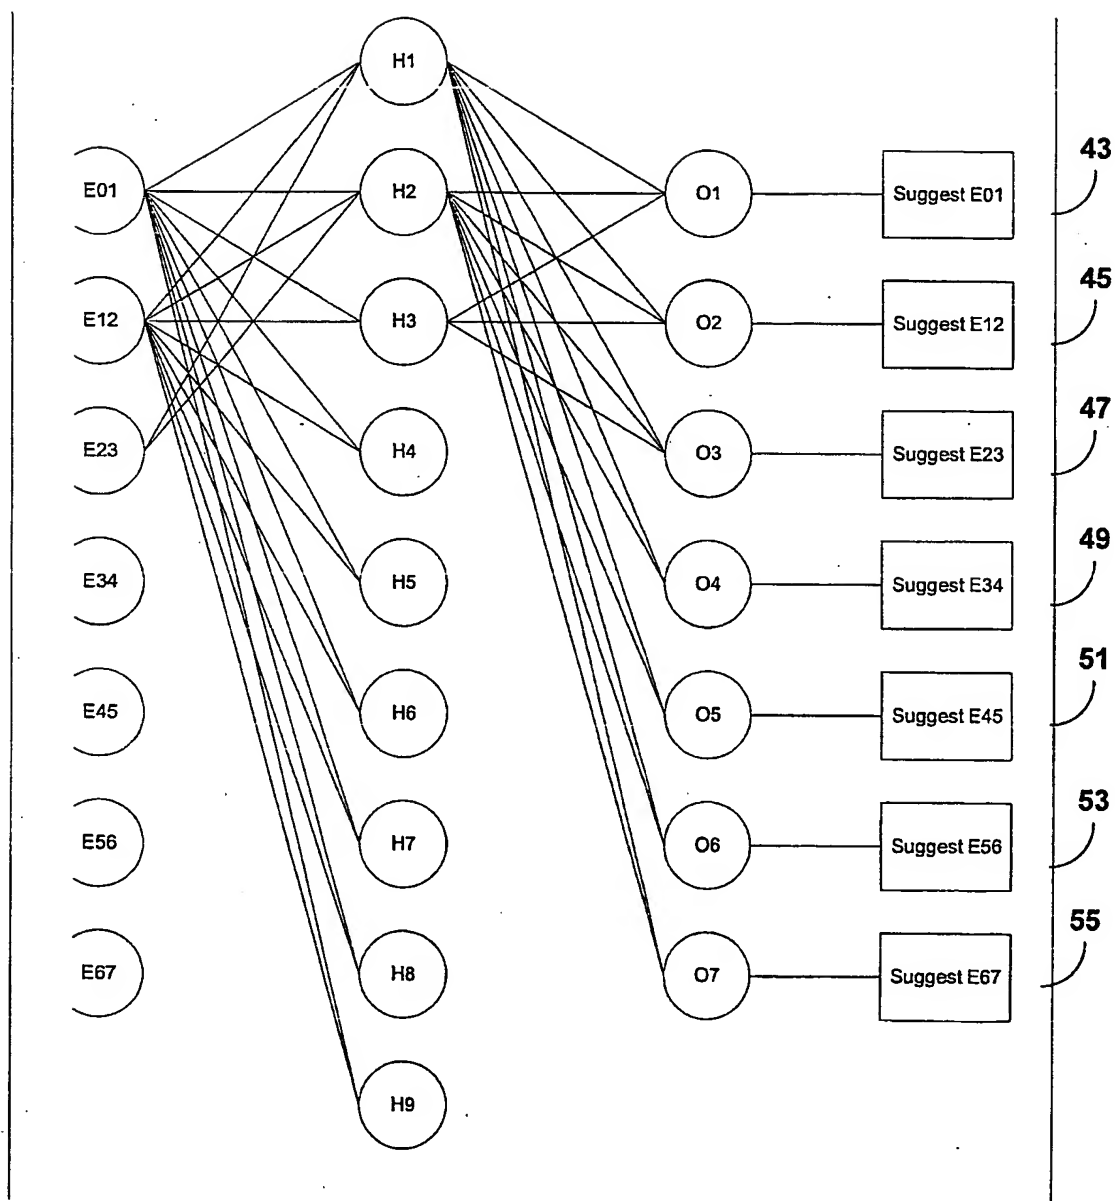 H1
43
E01
H2
O1
Suggest E01
45
E12
H3
O2
Suggest E12
47
E23
H4
O3
Suggest E23
49
E34
H5
O4
Suggest E34
51
E45
H6
O5
Suggest E45
53
E56
H7
O6
Suggest E56
55
E67
H8
O7
Suggest E67
H9